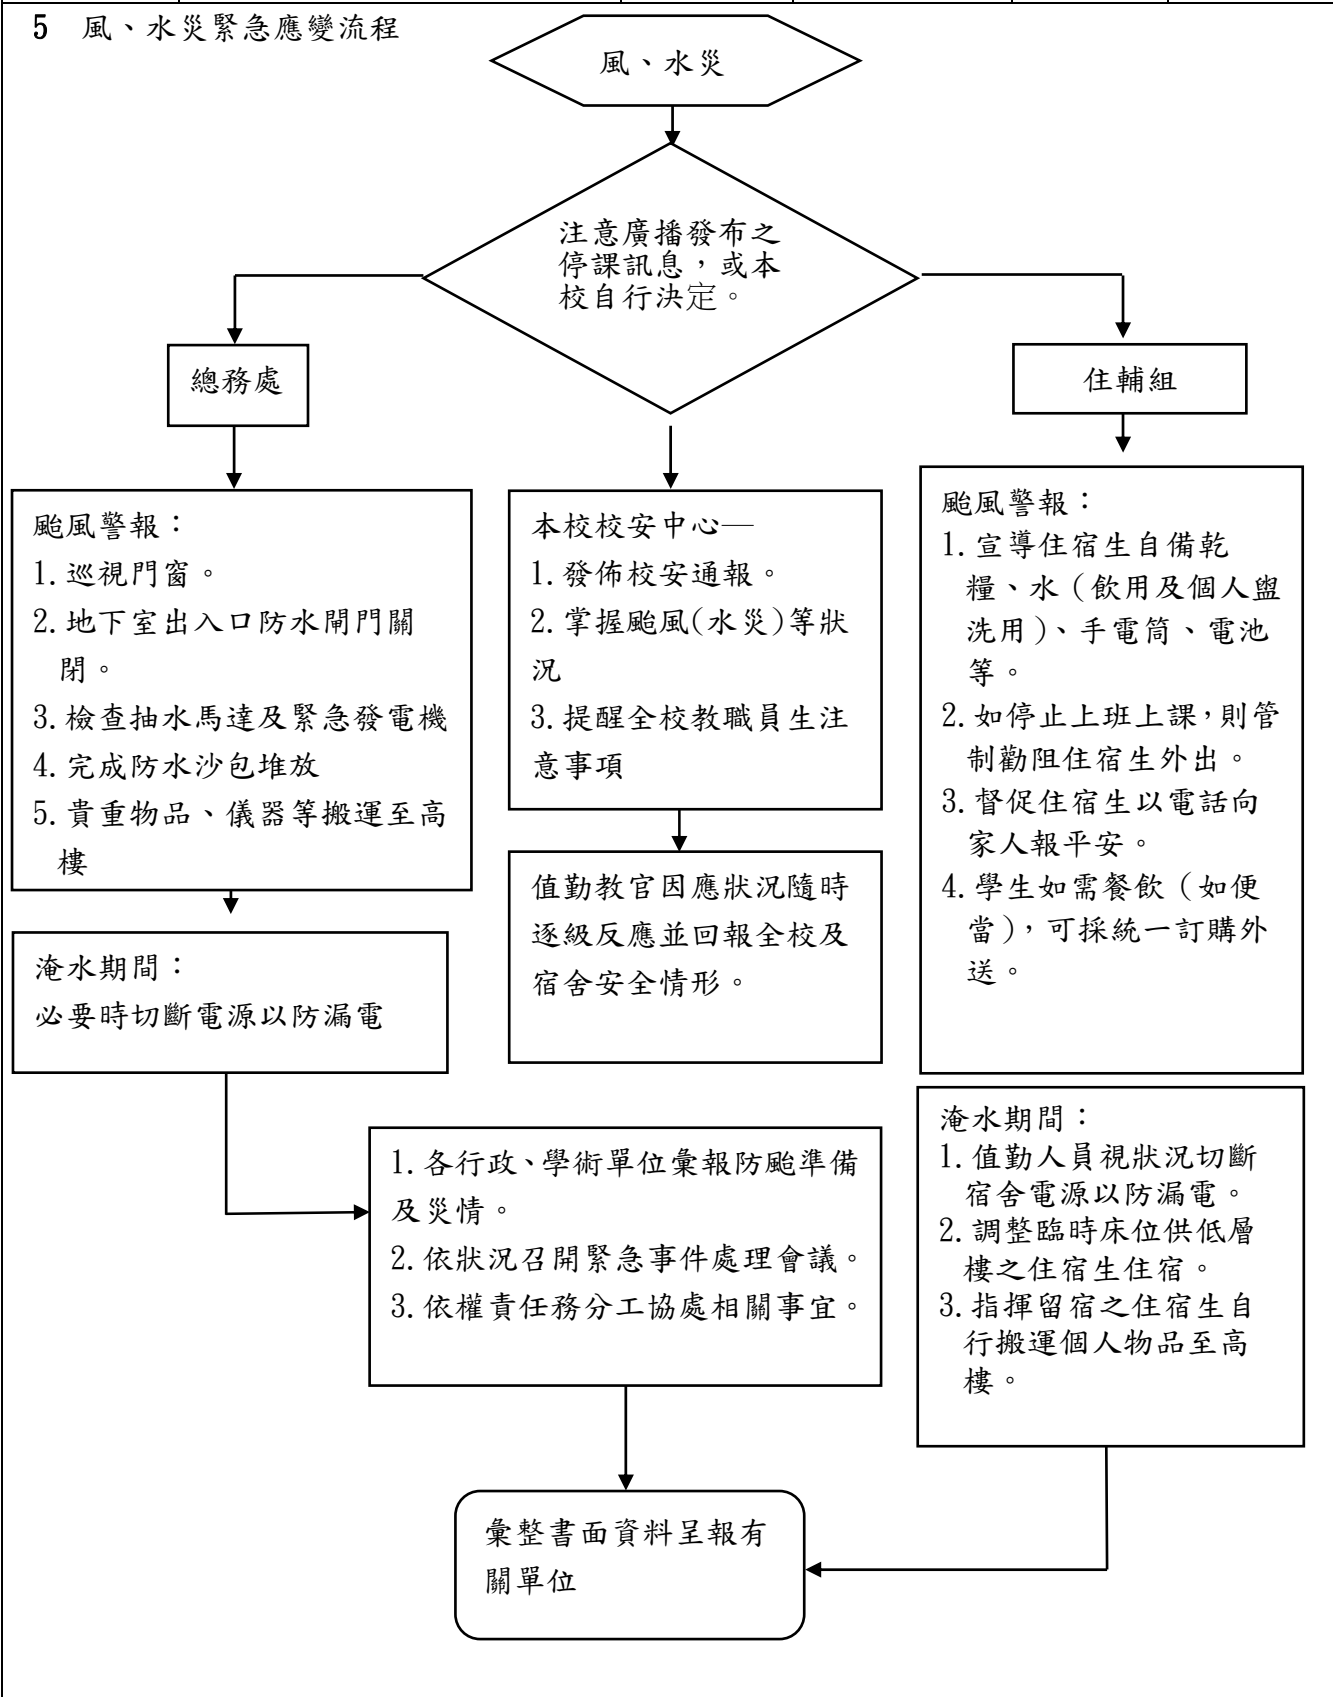 5 風、水災緊急應變流程
風、水災
注意廣播發布之
停課訊息，或本
校自行決定。
總務處
住輔組
颱風警報：
1.巡視門窗。
2.地下室出入口防水閘門關
閉。
3.檢查抽水馬達及緊急發電機
4.完成防水沙包堆放
5.貴重物品、儀器等搬運至高
樓
本校校安中心—
1.發佈校安通報。
2.掌握颱風(水災)等狀
況
3.提醒全校教職員生注
意事項
颱風警報：
1.宣導住宿生自備乾
糧、水（飲用及個人盥
洗用）、手電筒、電池
等。
2.如停止上班上課，則管
制勸阻住宿生外出。
3.督促住宿生以電話向
家人報平安。
4.學生如需餐飲（如便
當），可採統一訂購外
送。
值勤教官因應狀況隨時
逐級反應並回報全校及
宿舍安全情形。
淹水期間：
必要時切斷電源以防漏電
淹水期間：
1.值勤人員視狀況切斷
宿舍電源以防漏電。
2.調整臨時床位供低層
樓之住宿生住宿。
3.指揮留宿之住宿生自
行搬運個人物品至高
樓。
1.各行政、學術單位彙報防颱準備
及災情。
2.依狀況召開緊急事件處理會議。
3.依權責任務分工協處相關事宜。
彙整書面資料呈報有
關單位